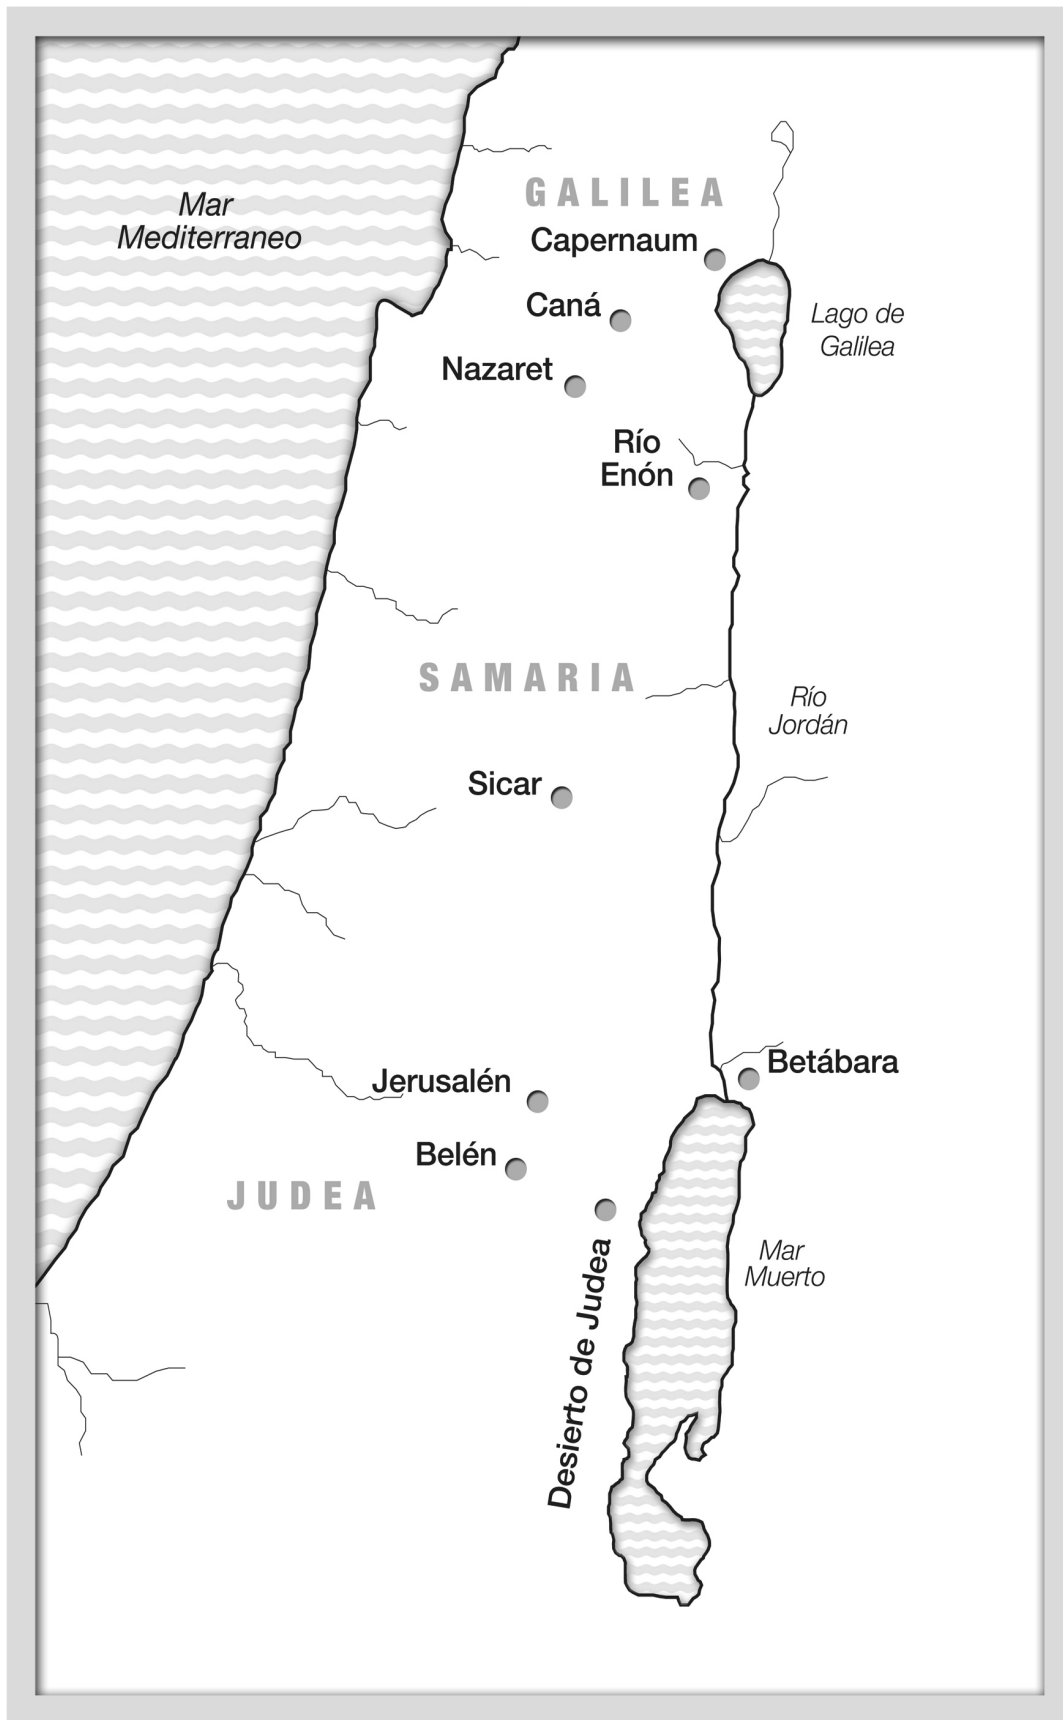 GALILEA
Mar
Mediterraneo
Capernaum
Caná
Lago de
Galilea
Nazaret
Río
Enón
SAMARIA
Río
Jordán
Sicar
Betábara
Jerusalén
Belén
JUDEA
Mar
Muerto
Desierto de Judea